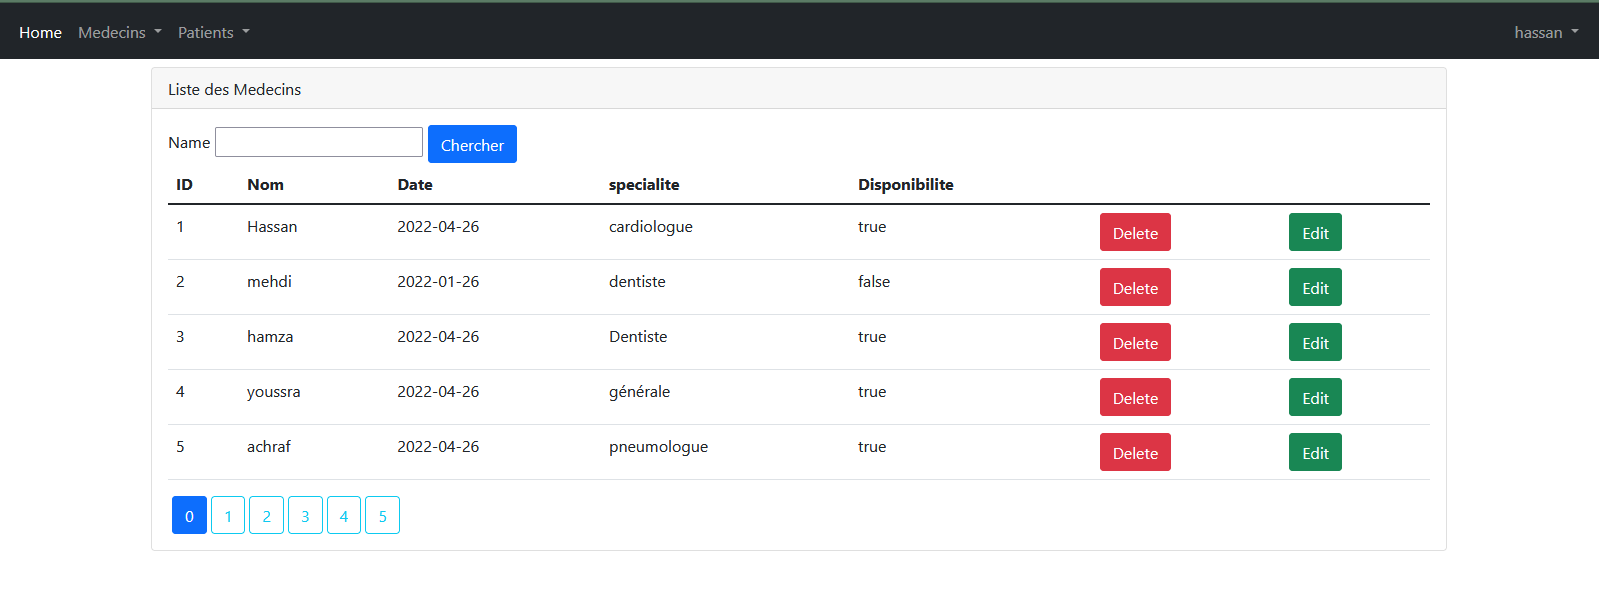 Home Medecins Patients hassan
Liste des Medecins
Name Chercher
ID Nom Date specialite Disponibilite
1 Hassan 2022-04-26 cardiologue true Delete Edit
2 mehdi 2022-01-26 dentiste false Delete Edit
3 hamza 2022-04-26 Dentiste true Delete Edit
4 youssra 2022-04-26 générale true Delete Edit
5 achraf 2022-04-26 pneumologue true Delete Edit
0 1 2 3 4 5